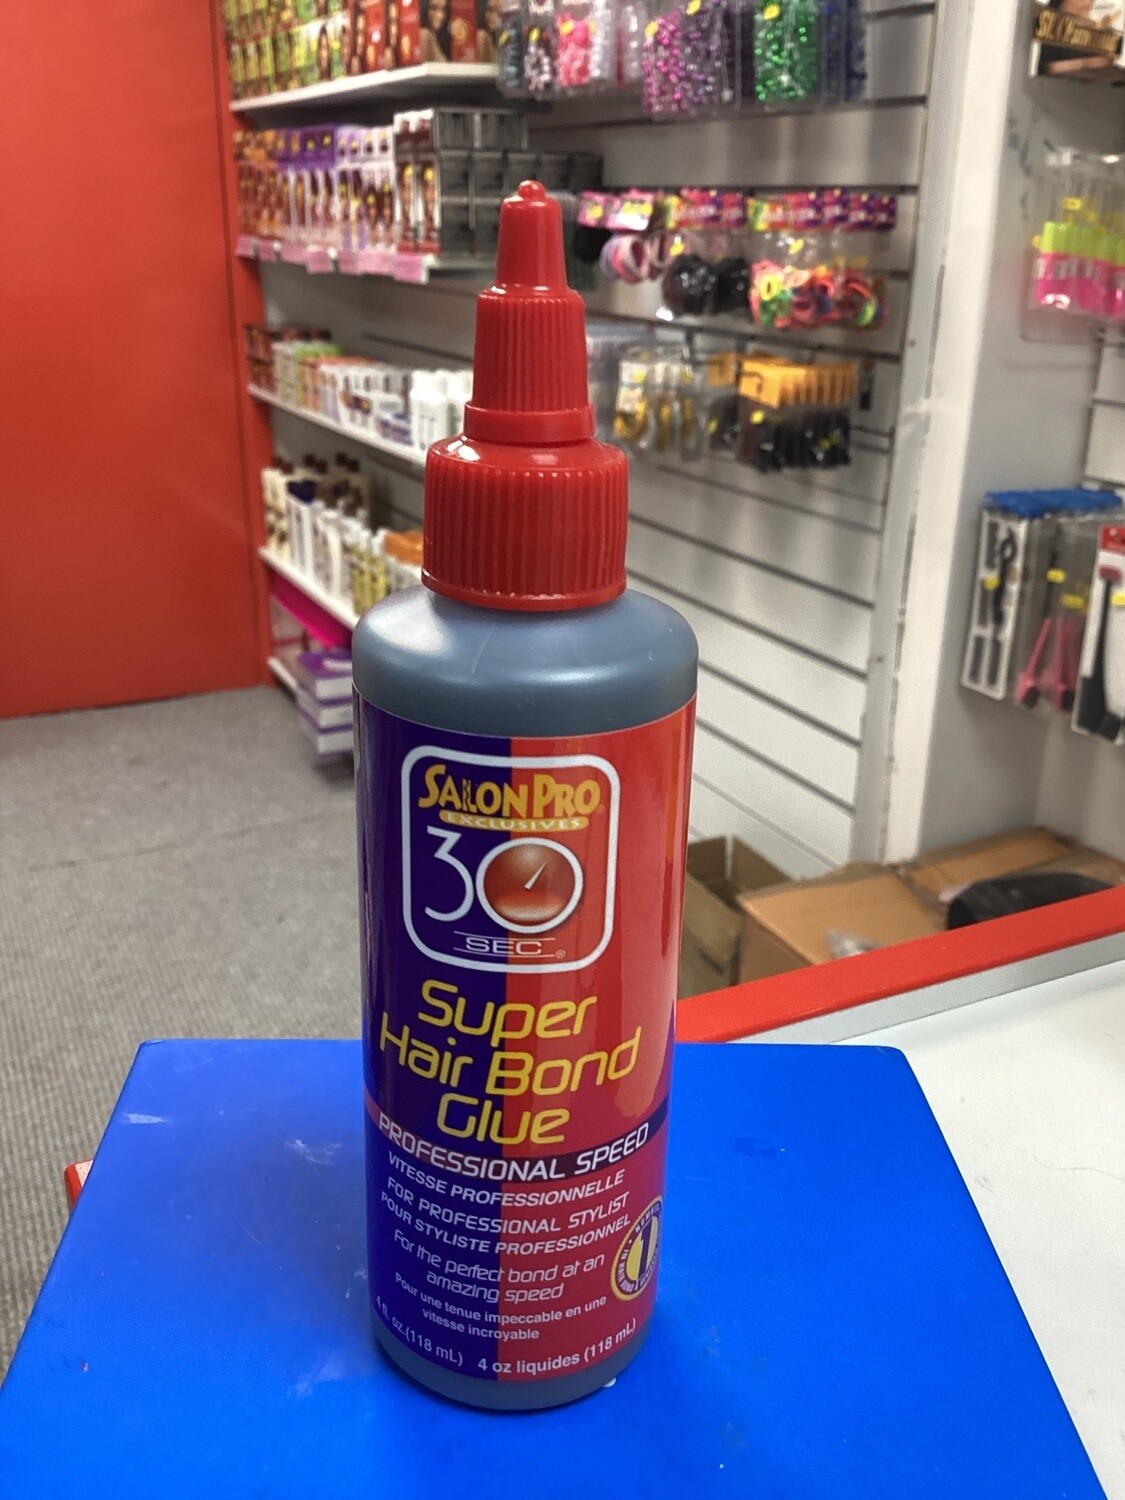 SALON PRO
EXCLUSIVES
30
SEC®
Super
Hair Bond
Glue
PROFESSIONAL SPEED
VITESSE PROFESSIONNELLE
FOR PROFESSIONAL STYLIST
POUR STYLISTE PROFESSIONNEL
For the perfect bond at an
amazing speed
Pour une tenue impeccable en une
vitesse incroyable
4 fl. oz.(118 mL) 4 oz liquides (118 mL)
NUMBER
1